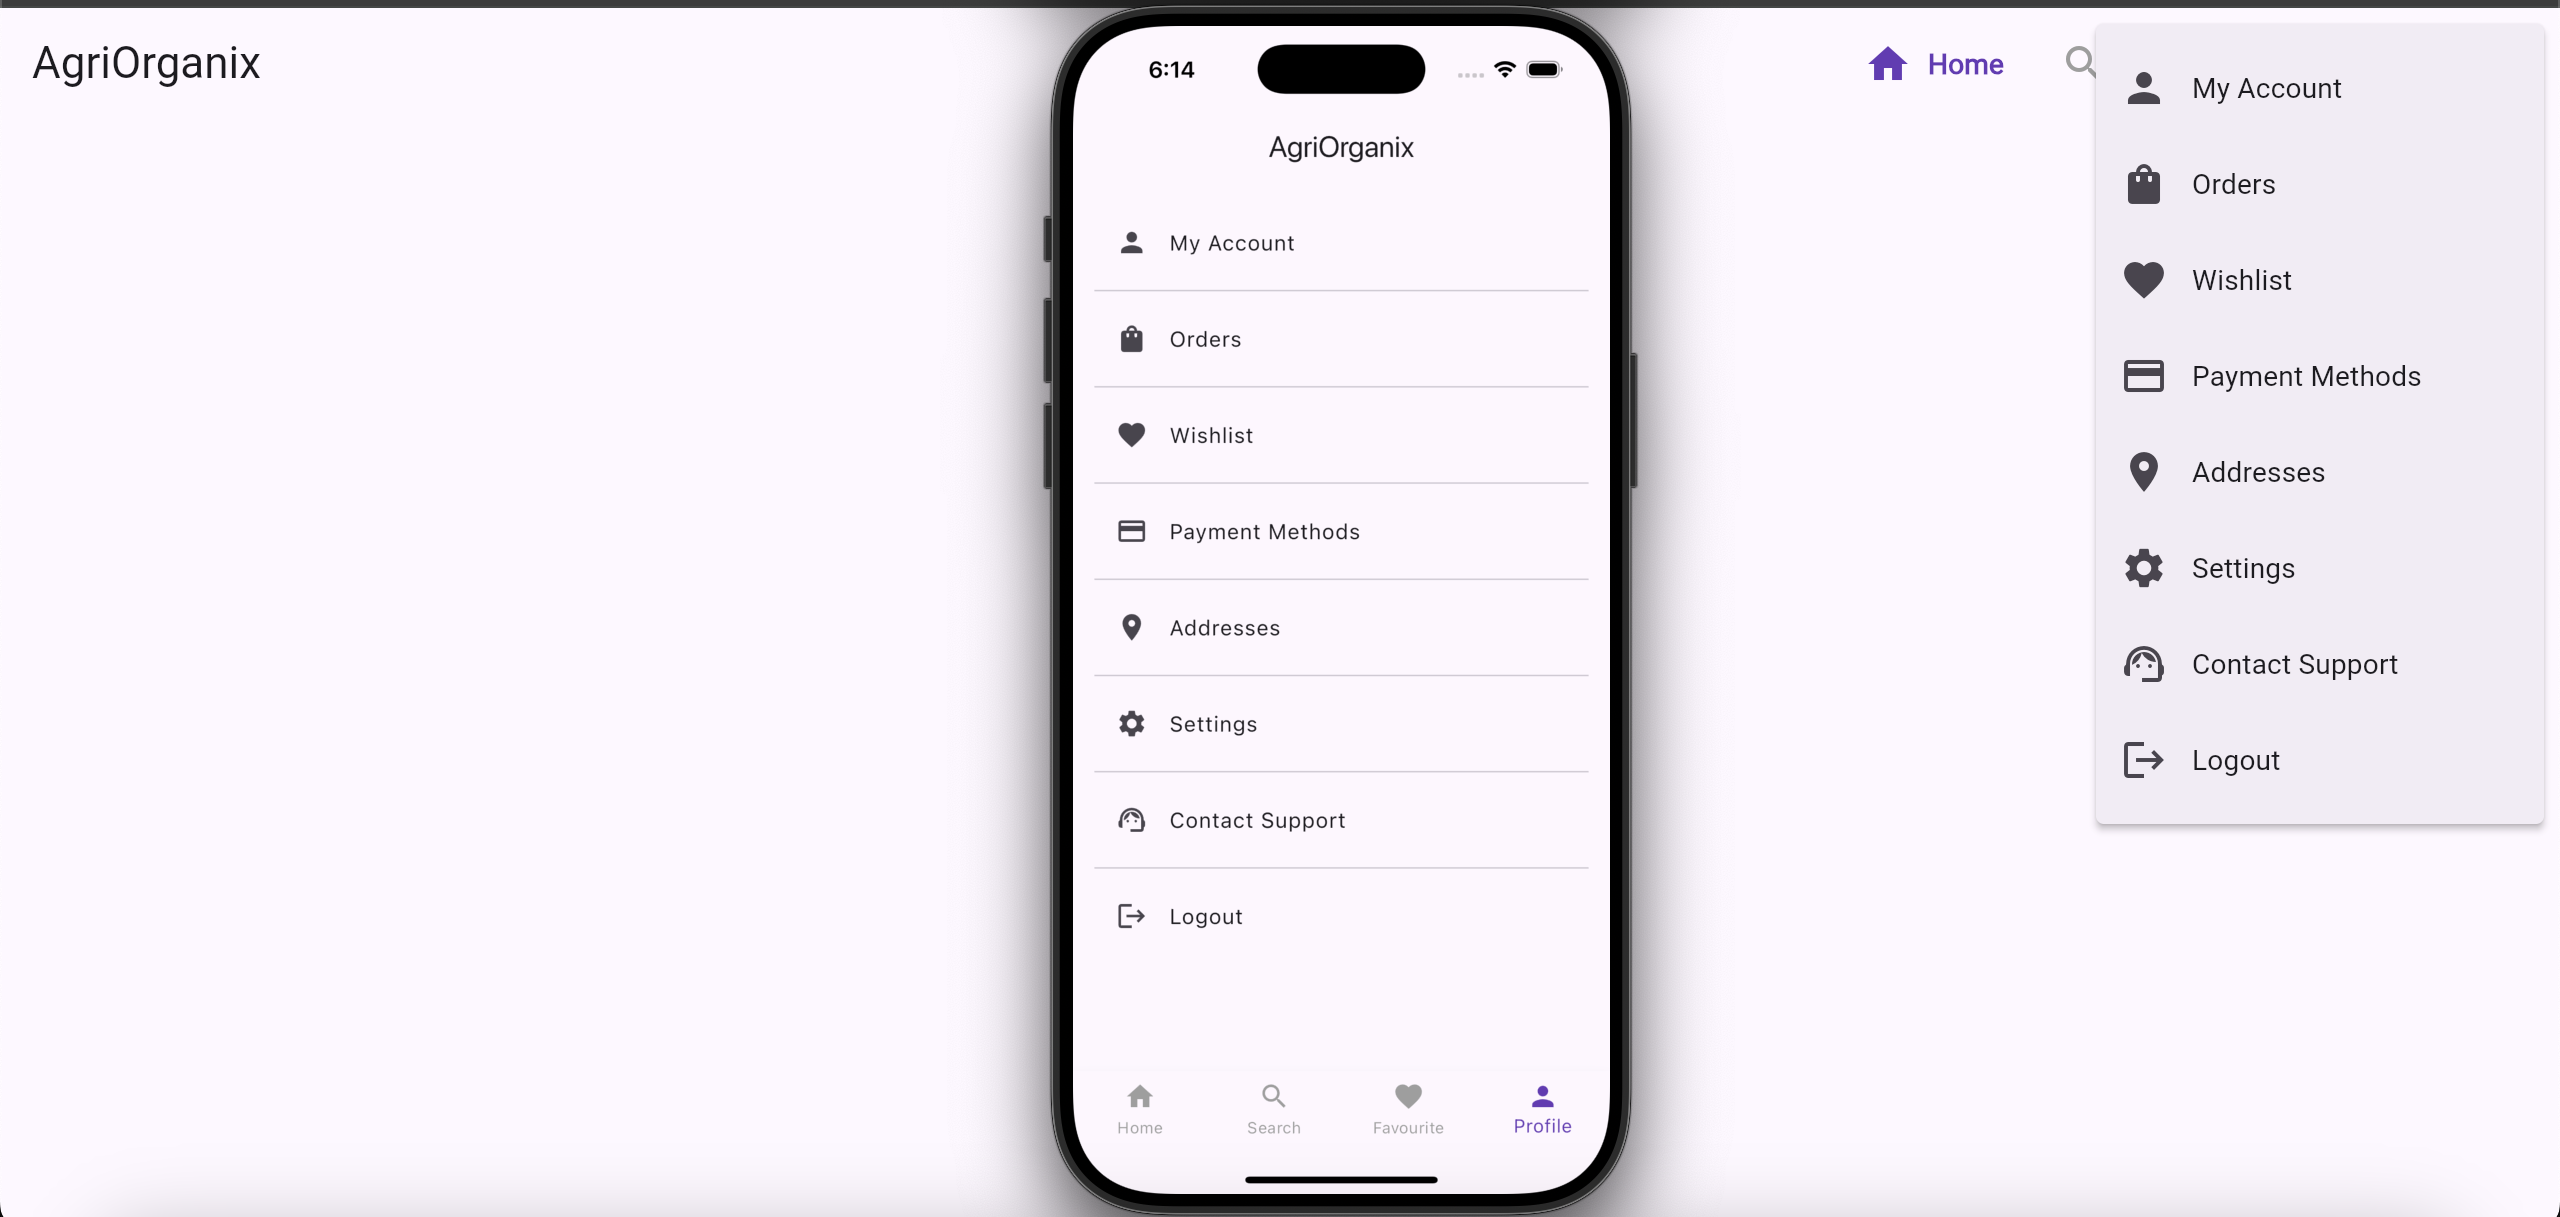 AgriOrganix
Home
6:14
AgriOrganix
My Account
Orders
Wishlist
Payment Methods
Addresses
Settings
Contact Support
Logout
Home
Search
Favourite
Profile
My Account
Orders
Wishlist
Payment Methods
Addresses
Settings
Contact Support
Logout